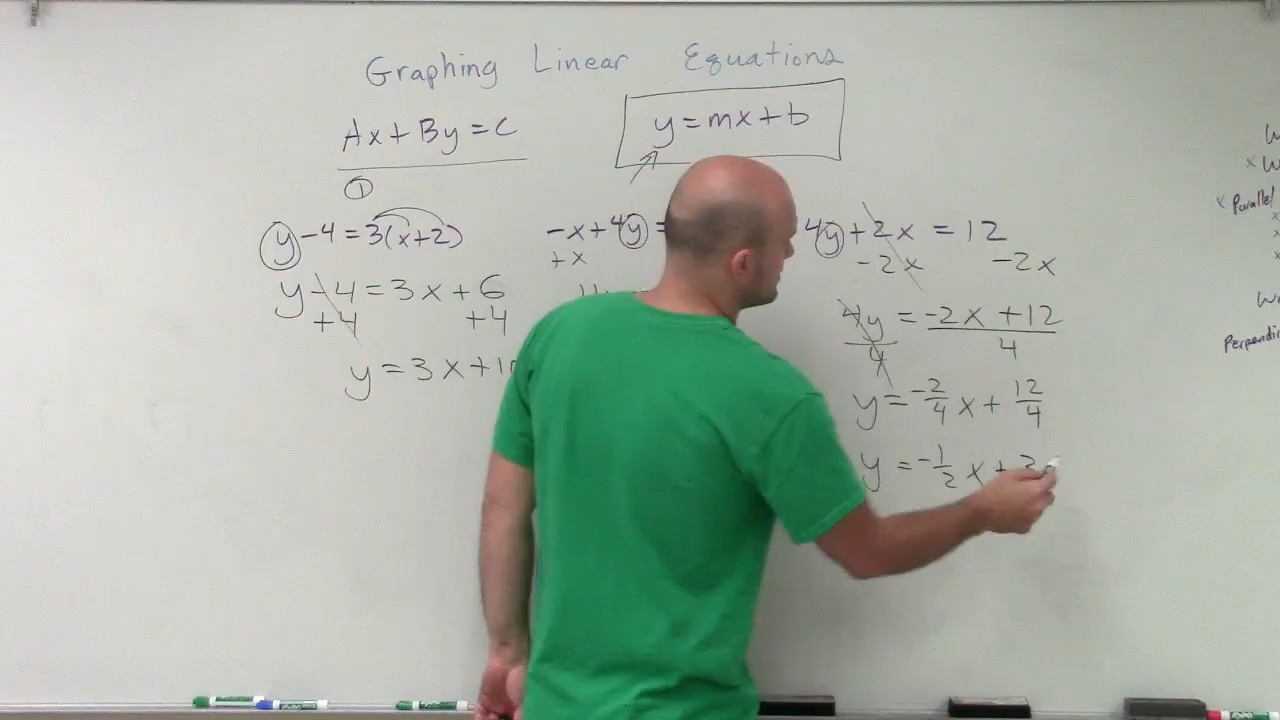 Graphing Linear Equations
Ax + By = C
y = mx + b
①
y - 4 = 3(x + 2)
y - 4 = 3x + 6
+4 +4
y = 3x + 1
-x + 4y =
+x
4y + 2x = 12
-2x -2x
4y = -2x + 12
4 4
y = -2/4 x + 12/4
y = -1/2 x + 3
x
x Parallel
x
x
x
Perpendic